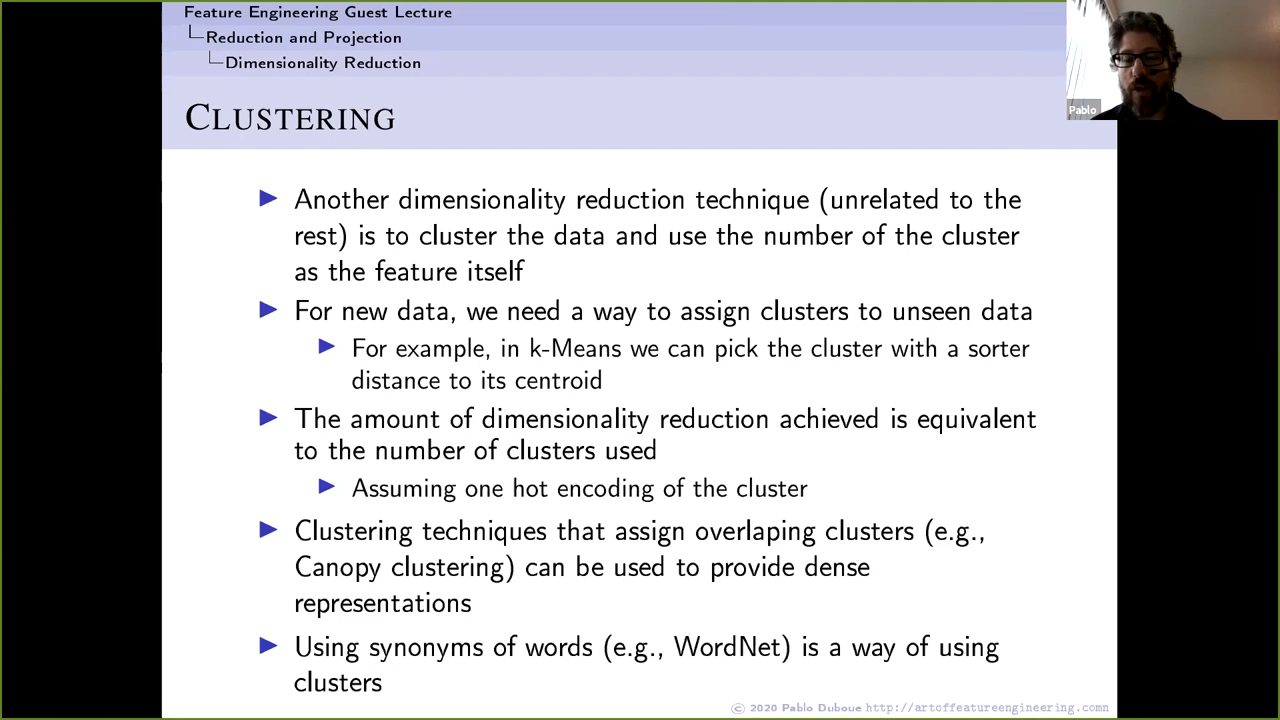 Feature Engineering Guest Lecture
Reduction and Projection
Dimensionality Reduction
CLUSTERING
Pablo
Another dimensionality reduction technique (unrelated to the
rest) is to cluster the data and use the number of the cluster
as the feature itself
For new data, we need a way to assign clusters to unseen data
For example, in k-Means we can pick the cluster with a sorter
distance to its centroid
The amount of dimensionality reduction achieved is equivalent
to the number of clusters used
Assuming one hot encoding of the cluster
Clustering techniques that assign overlaping clusters (e.g.,
Canopy clustering) can be used to provide dense
representations
Using synonyms of words (e.g., WordNet) is a way of using
clusters
© 2020 Pablo Duboue http://artoffeatureengineering.comn